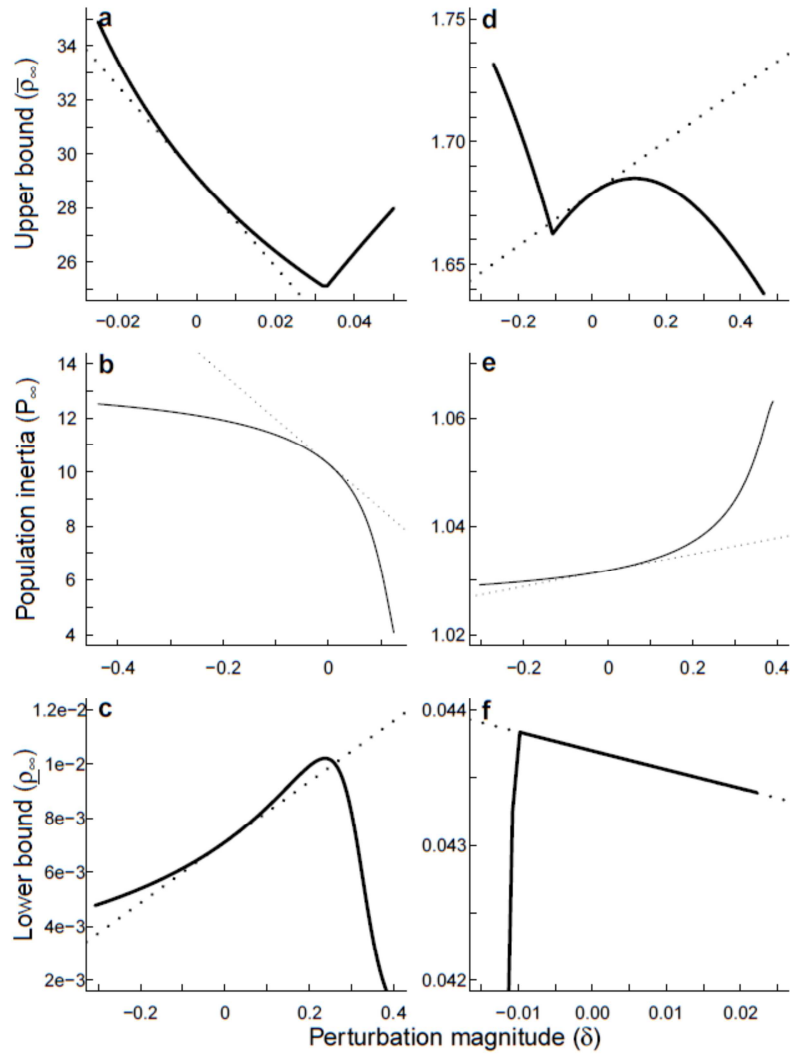 a
34
32
30
28
26
−0.02
0
0.02
0.04
Upper bound (ρ̅∞)
d
1.75
1.70
1.65
−0.2
0
0.2
0.4
b
14
12
10
8
6
4
−0.4
−0.2
0
Population inertia (P∞)
e
1.06
1.04
1.02
−0.2
0
0.2
0.4
c
1.2e−2
1e−2
8e−3
6e−3
4e−3
2e−3
−0.2
0
0.2
0.4
Lower bound (ρ̲∞)
f
0.044
0.043
0.042
−0.01
0.00
0.01
0.02
Perturbation magnitude (δ)